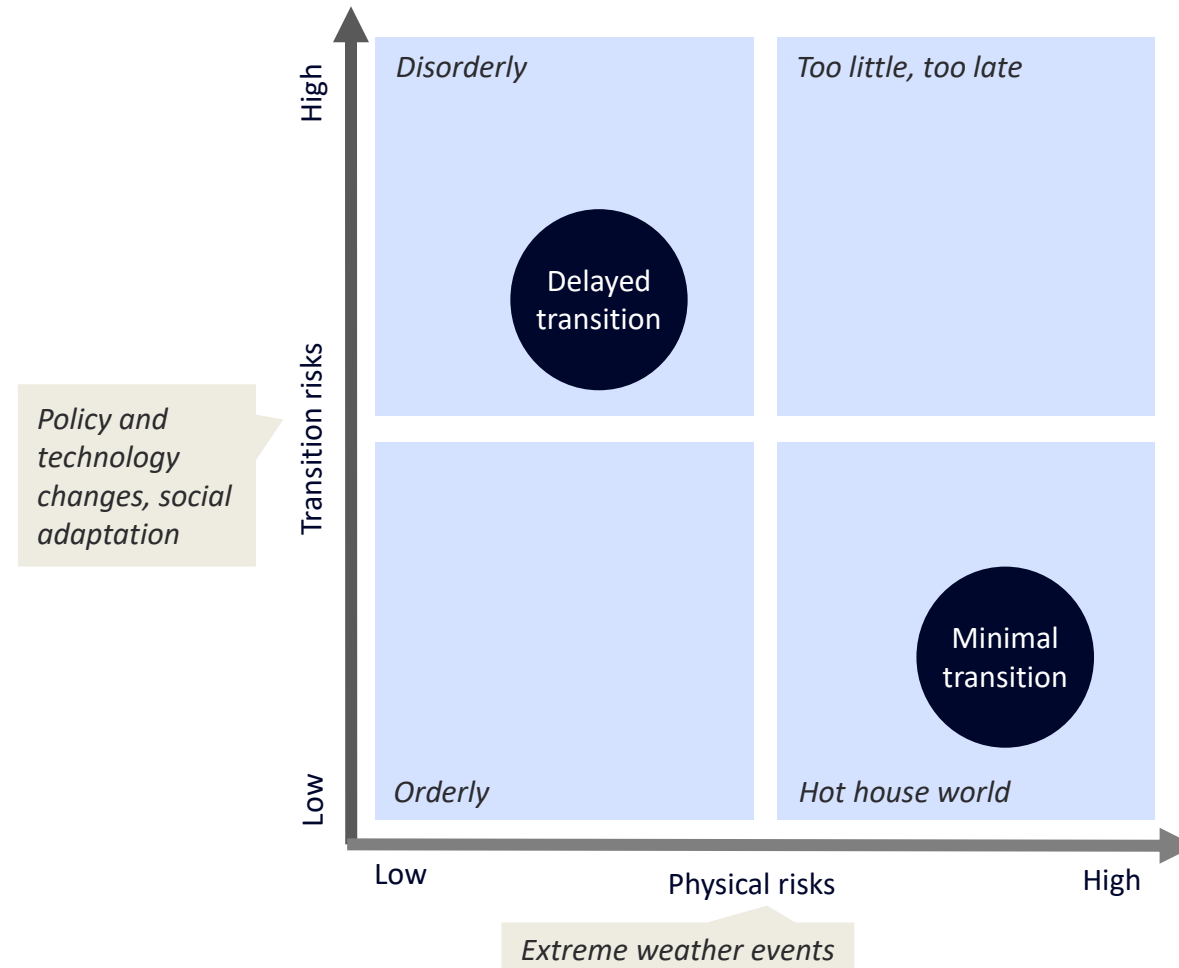 High
Disorderly
Too little, too late
Delayed
transition
Transition risks
Policy and
technology
changes, social
adaptation
Minimal
transition
Low
Orderly
Hot house world
Low
Physical risks
High
Extreme weather events